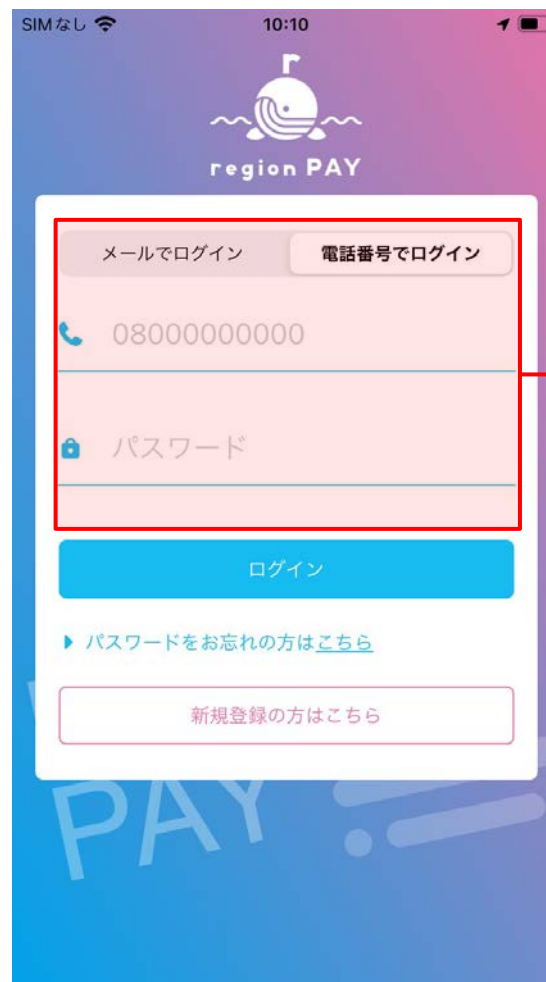 SIMなし 10:10
r
region PAY
メールでログイン 電話番号でログイン
08000000000
パスワード
ログイン
パスワードをお忘れの方はこちら
新規登録の方はこちら
PAY